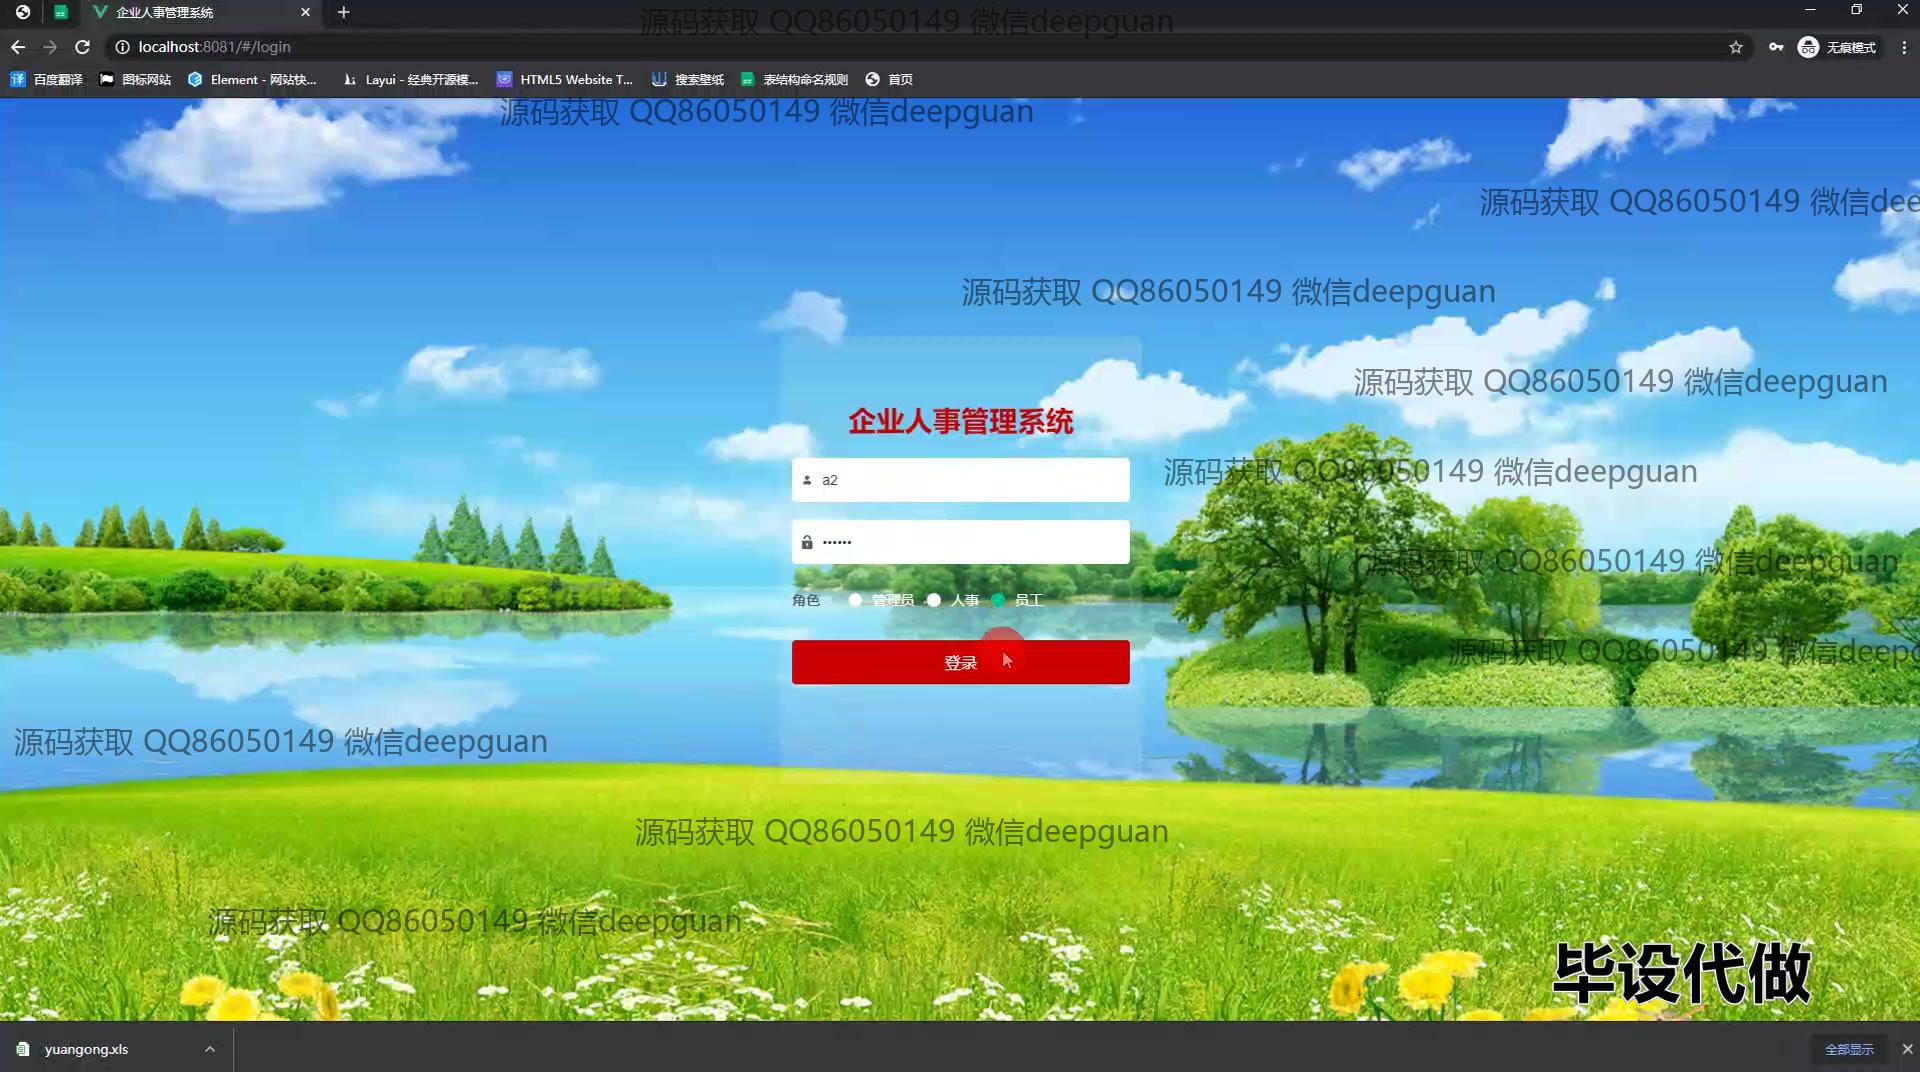 企业人事管理系统
源码获取 QQ86050149 微信deepguan
localhost:8081/#/login
无痕模式
百度翻译 图标网站 Element - 网站快... Layui - 经典开源模... HTML5 Website T... 搜索壁纸 表结构命名规则 首页
源码获取 QQ86050149 微信deepguan
源码获取 QQ86050149 微信dee
源码获取 QQ86050149 微信deepguan
源码获取 QQ86050149 微信deepguan
企业人事管理系统
源码获取 QQ86050149 微信deepguan
a2
源码获取 QQ86050149 微信deepguan
角色 管理员 人事 员工
源码获取 QQ86050149 微信deepg
登录
源码获取 QQ86050149 微信deepguan
源码获取 QQ86050149 微信deepguan
源码获取 QQ86050149 微信deepguan
毕设代做
yuangong.xls
全部显示